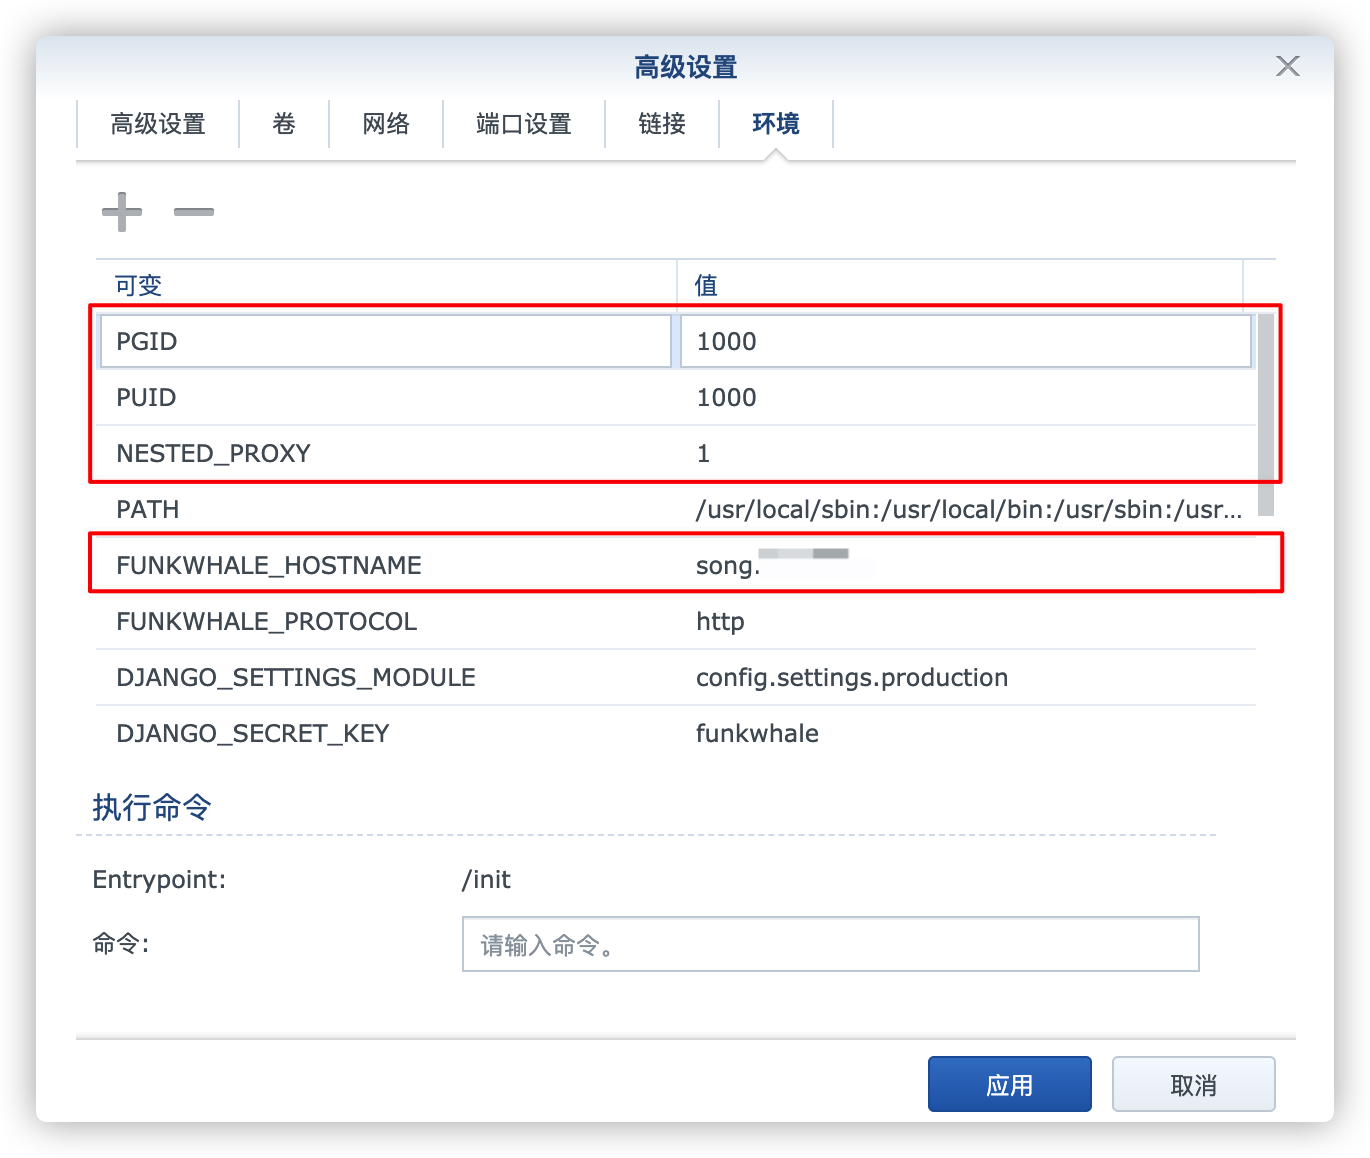 高级设置
高级设置 卷 网络 端口设置 链接 环境
可变 值
PGID 1000
PUID 1000
NESTED_PROXY 1
PATH /usr/local/sbin:/usr/local/bin:/usr/sbin:/usr...
FUNKWHALE_HOSTNAME song.
FUNKWHALE_PROTOCOL http
DJANGO_SETTINGS_MODULE config.settings.production
DJANGO_SECRET_KEY funkwhale
执行命令
Entrypoint: /init
命令: 请输入命令。
应用 取消